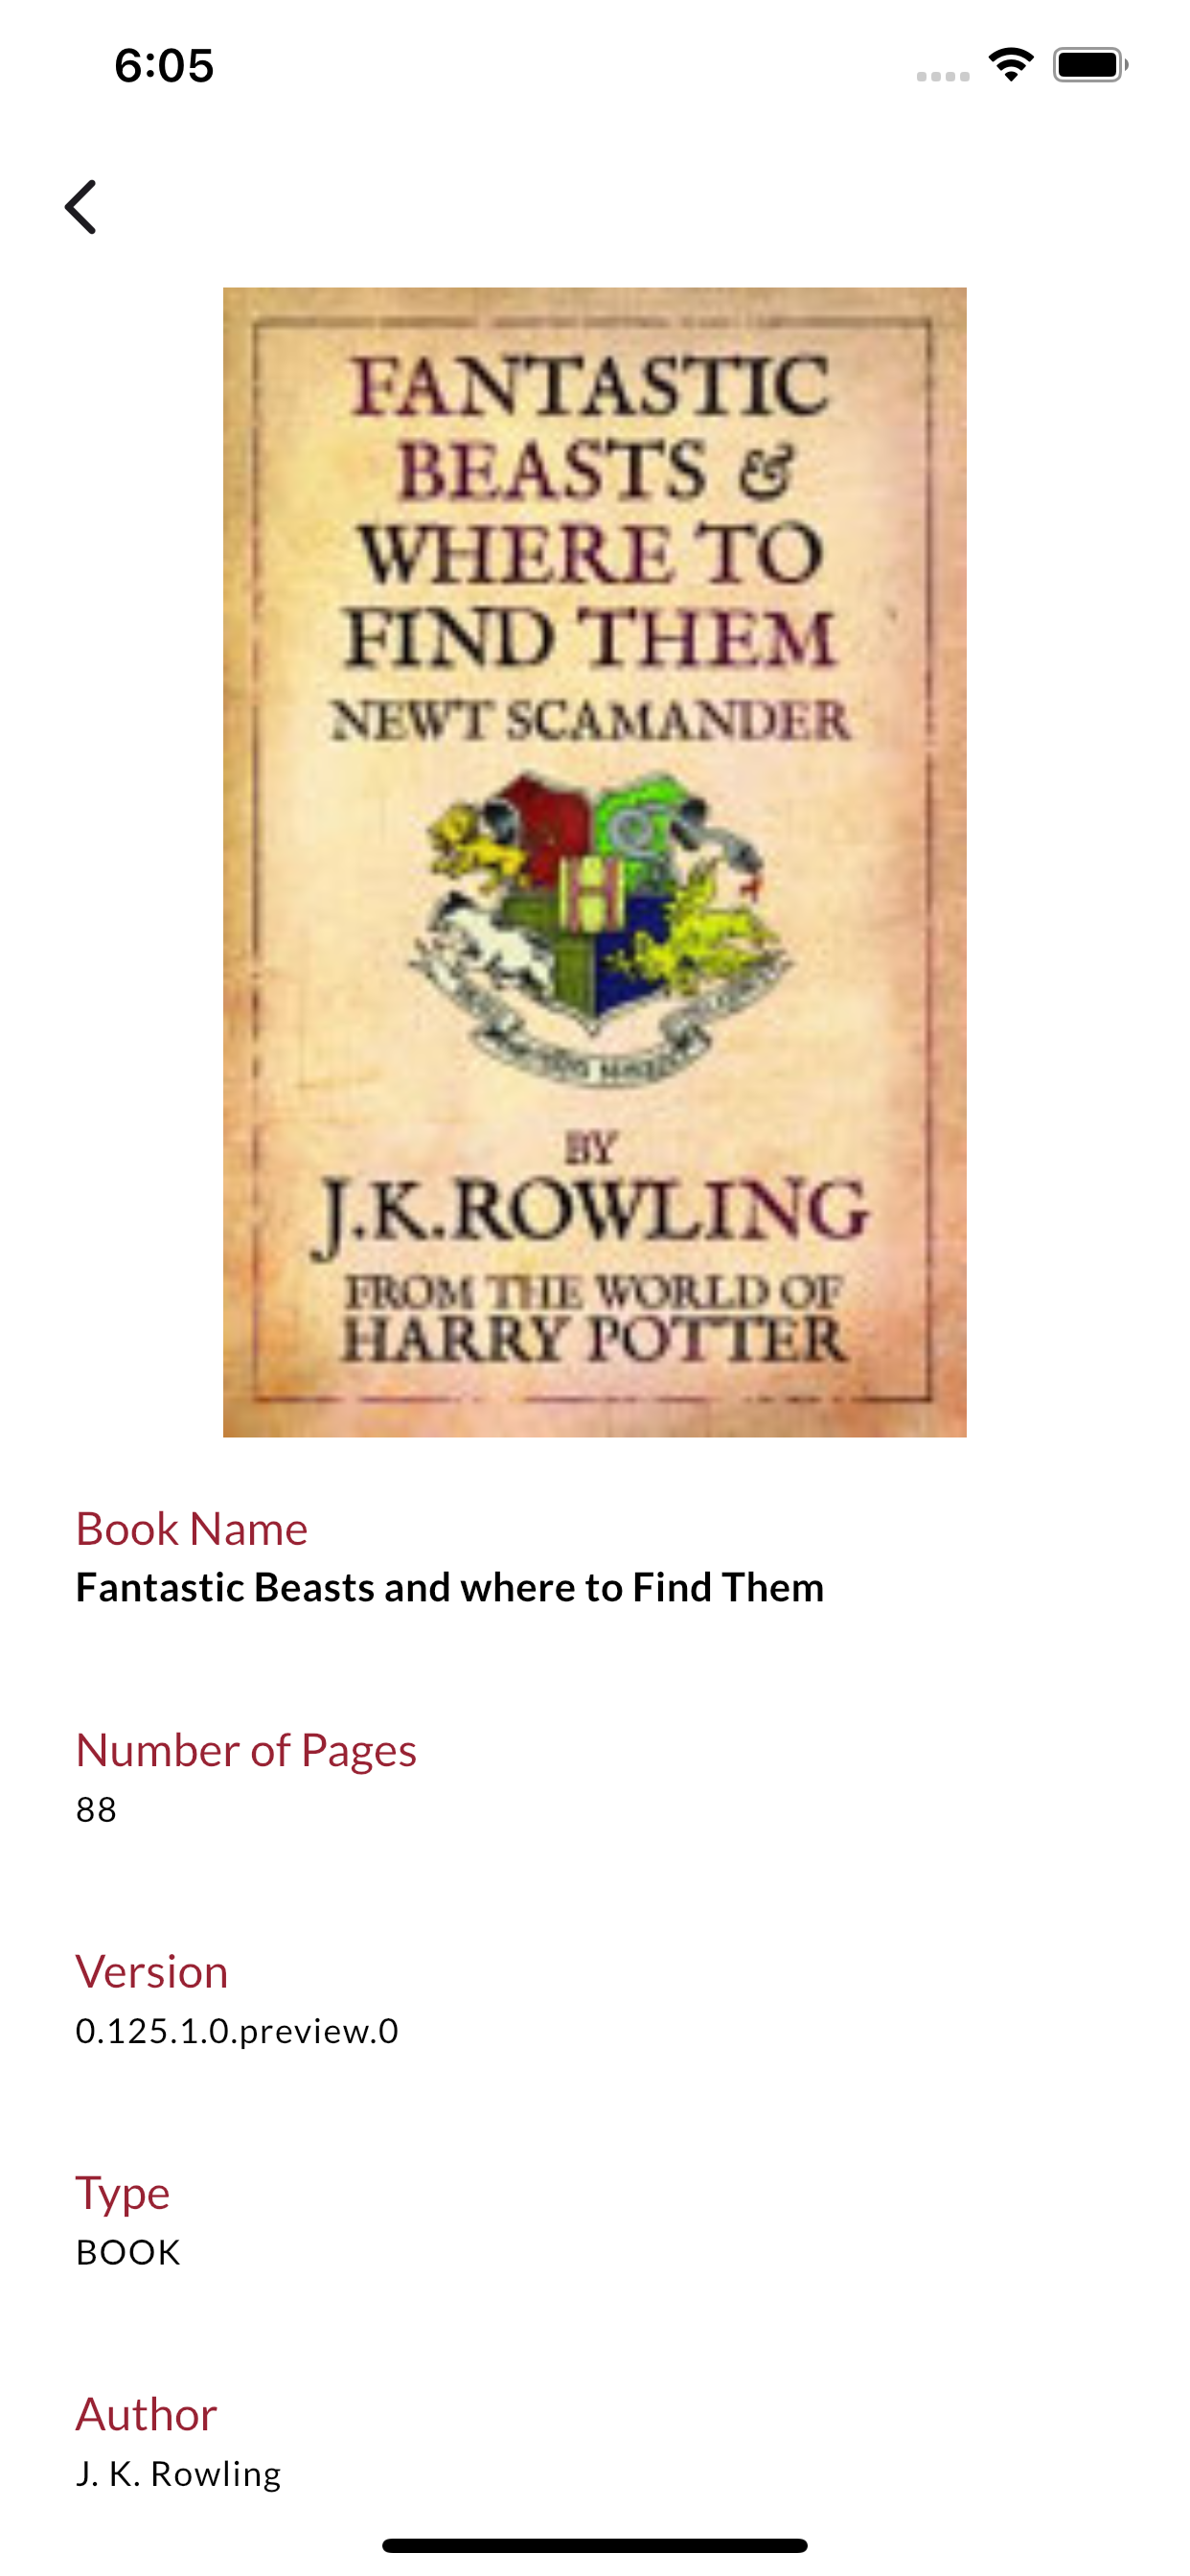 6:05
FANTASTIC
BEASTS &
WHERE TO
FIND THEM
NEWT SCAMANDER
H
BY
J.K.ROWLING
FROM THE WORLD OF
HARRY POTTER
Book Name
Fantastic Beasts and where to Find Them
Number of Pages
88
Version
0.125.1.0.preview.0
Type
BOOK
Author
J. K. Rowling